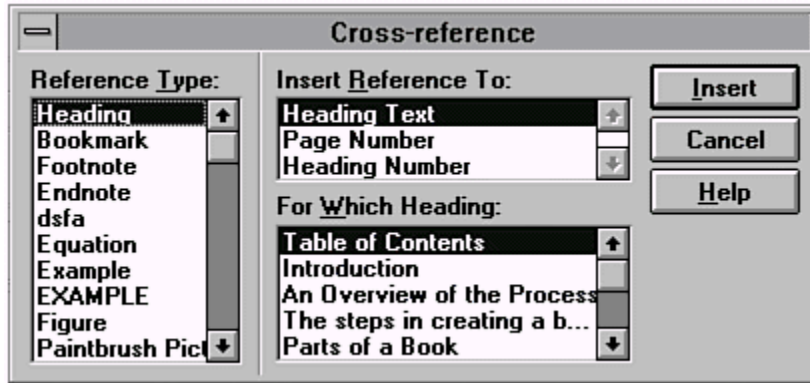 Cross-reference
Reference Type:
Heading
Bookmark
Footnote
Endnote
dsfa
Equation
Example
EXAMPLE
Figure
Paintbrush Pict
Insert Reference To:
Heading Text
Page Number
Heading Number
For Which Heading:
Table of Contents
Introduction
An Overview of the Process
The steps in creating a b...
Parts of a Book
Insert
Cancel
Help